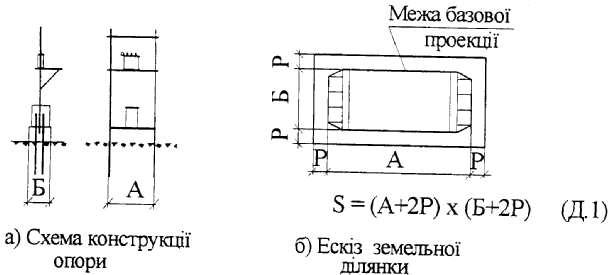 Межа базової
проекції
Р
Б
Р
Р
А
Р
Б
А
S = (А+2Р) х (Б+2Р) (Д.1)
а) Схема конструкції
опори
б) Ескіз земельної
ділянки